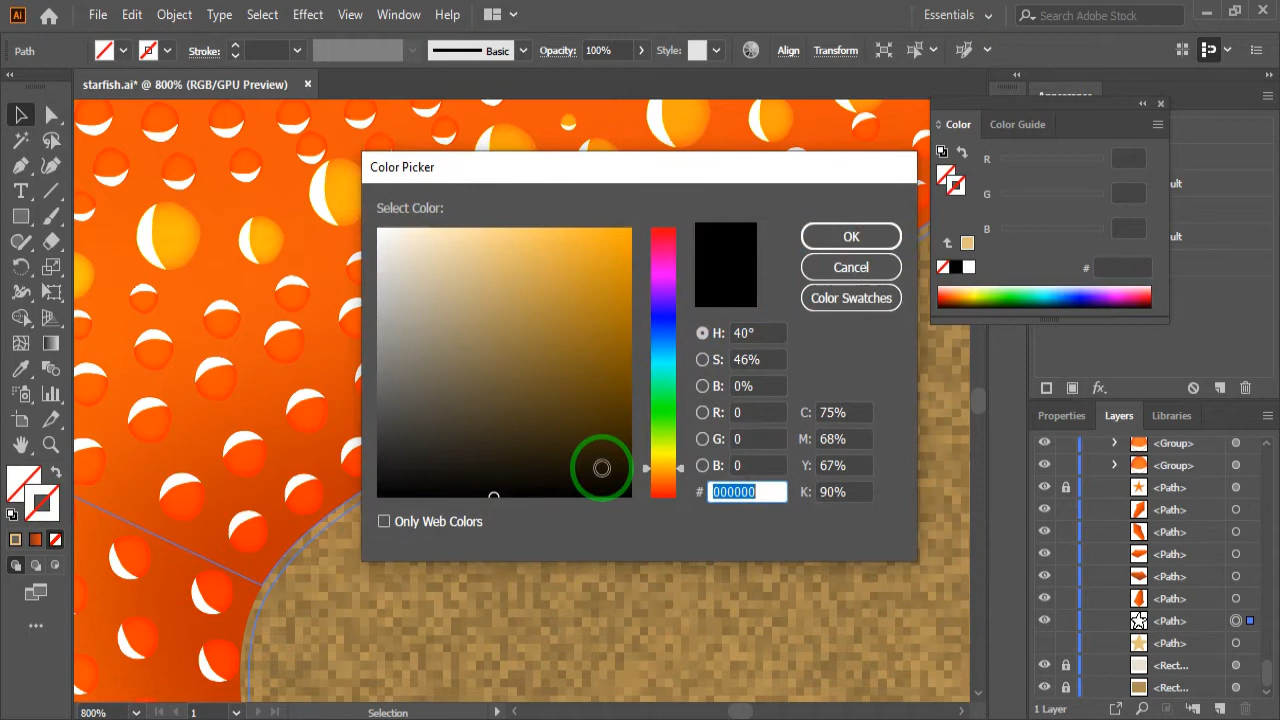 Ai File Edit Object Type Select Effect View Window Help Essentials Search Adobe Stock
Path Stroke: Basic Opacity: 100% Style: Align Transform
starfish.ai* @ 800% (RGB/GPU Preview) ×
Color Color Guide
R
G
B
#
Color Picker
Select Color:
OK
Cancel
Color Swatches
H: 40°
S: 46%
B: 0%
R: 0 C: 75%
G: 0 M: 68%
B: 0 Y: 67%
# 000000 K: 90%
Only Web Colors
ult
ult
fx
Properties Layers Libraries
<Group>
<Group>
<Path>
<Path>
<Path>
<Path>
<Path>
<Path>
<Path>
<Path>
<Rect...
<Rect...
1 Layer
800% 1 Selection